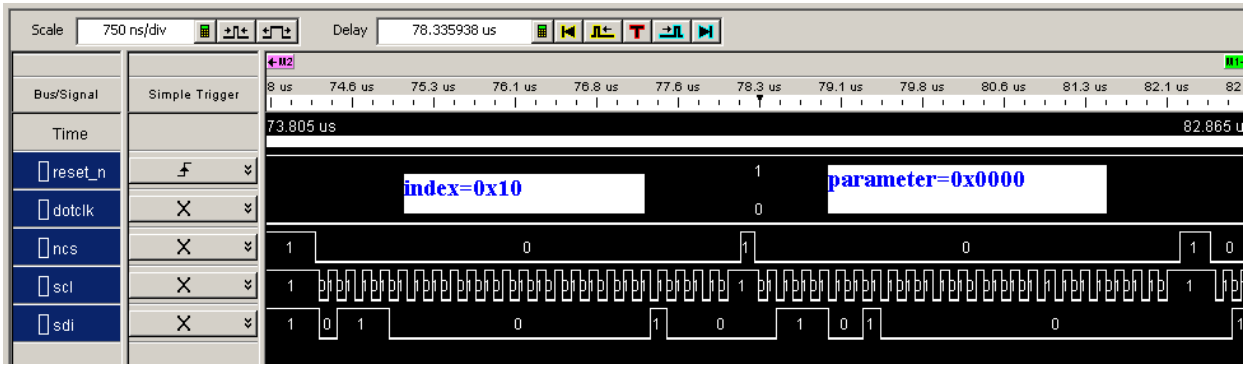 Scale 750 ns/div Delay 78.335938 us T
M2 M1
Bus/Signal Simple Trigger 8 us 74.6 us 75.3 us 76.1 us 76.8 us 77.6 us 78.3 us 79.1 us 79.8 us 80.6 us 81.3 us 82.1 us 82
Time 73.805 us 82.865 u
reset_n 1
index=0x10 parameter=0x0000
dotclk X 0
ncs X 1 0 1 0 1 0
scl X 1 1 1
sdi X 1 0 1 0 1 0 1 0 1 0 1